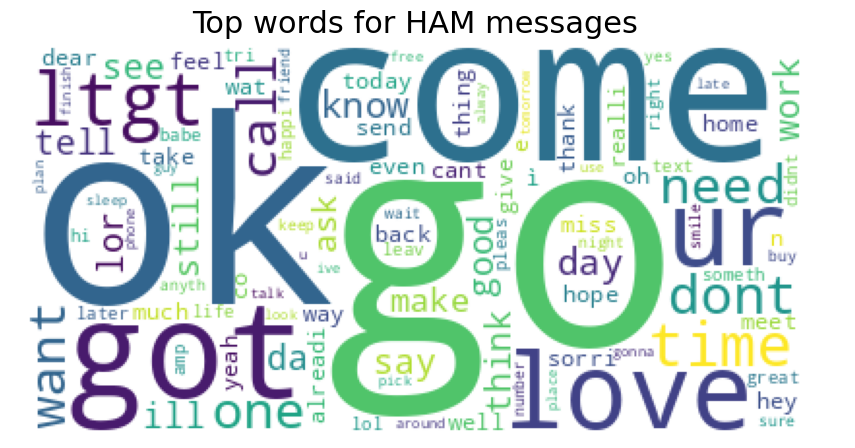 Top words for HAM messages
dear see feel tri wat friend free yes late
finish ltgt call come today know send thing alway tomorrow e right home work
tell babe take happi thank realli
plan guy said even cant give ì oh text use need didnt
ok sleep hi lor phone still ask keep wait back leav good pleas go miss night n smile ur buy
anyth co u ive make day hope someth dont
later much life talk look way meet
want got amp yeah da alreadi say pick think sorri gonna time
ill one lol around well number place love great hey sure